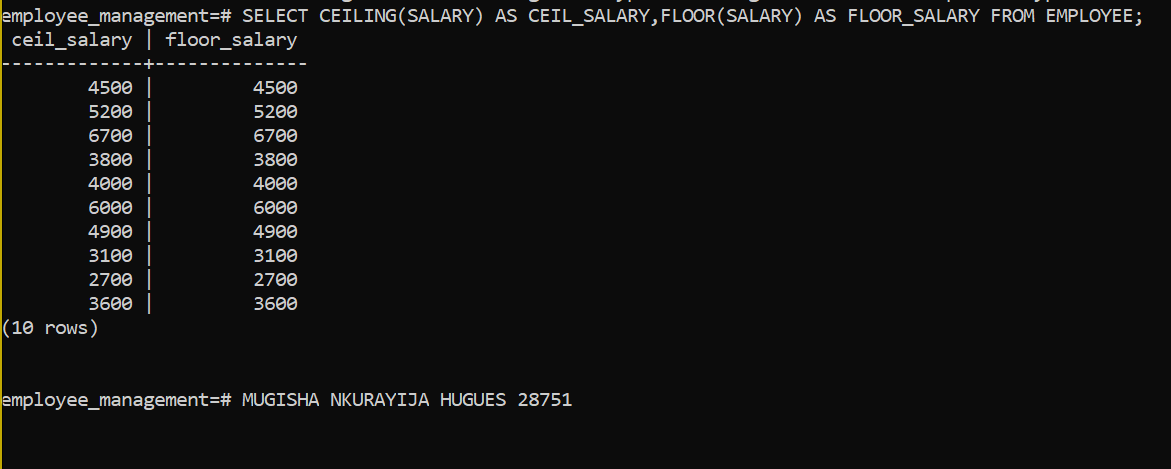 employee_management=# SELECT CEILING(SALARY) AS CEIL_SALARY,FLOOR(SALARY) AS FLOOR_SALARY FROM EMPLOYEE;
 ceil_salary | floor_salary
-------------+--------------
        4500 |         4500
        5200 |         5200
        6700 |         6700
        3800 |         3800
        4000 |         4000
        6000 |         6000
        4900 |         4900
        3100 |         3100
        2700 |         2700
        3600 |         3600
(10 rows)
employee_management=# MUGISHA NKURAYIJA HUGUES 28751